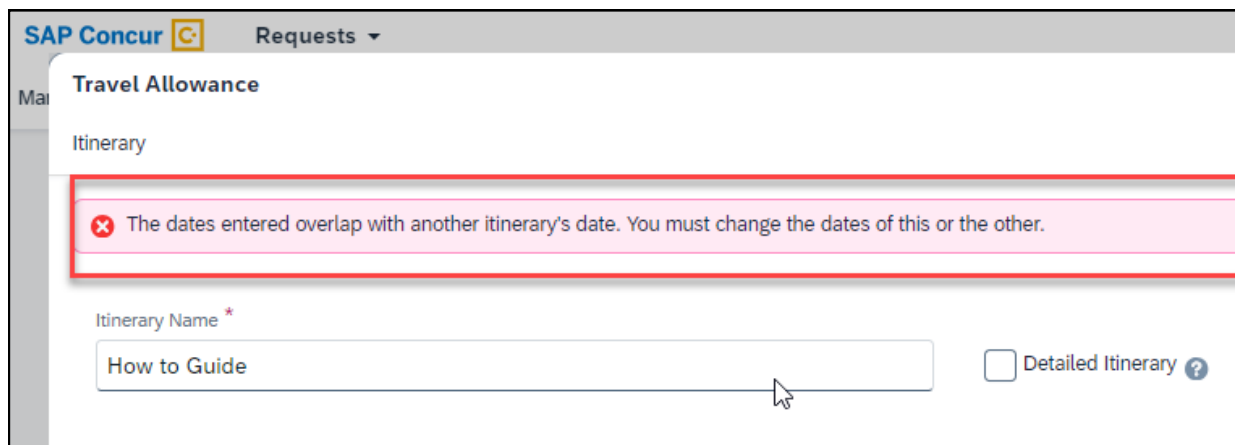 SAP Concur C Requests
Travel Allowance
Itinerary
The dates entered overlap with another itinerary's date. You must change the dates of this or the other.
Itinerary Name *
How to Guide
Detailed Itinerary ?